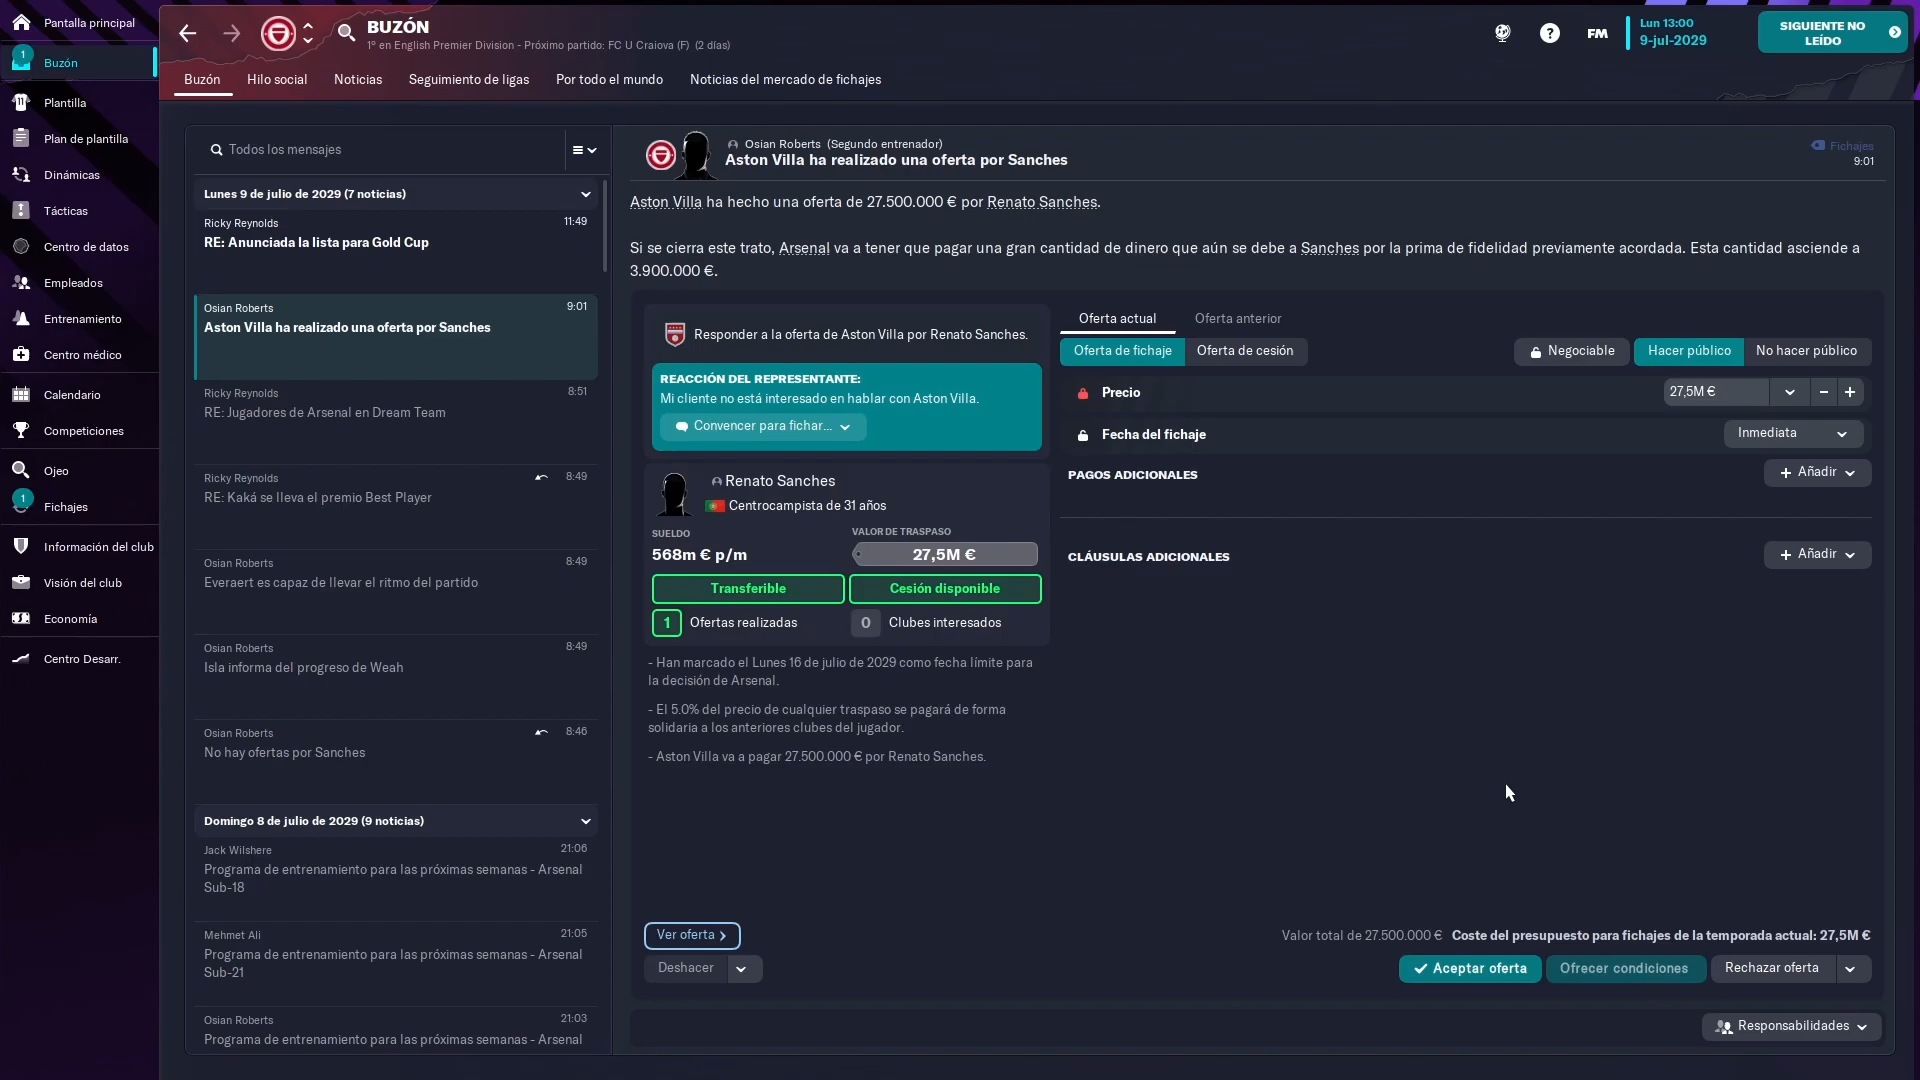 Pantalla principal
1
Buzón
11
Plantilla
Plan de plantilla
Dinámicas
Tácticas
Centro de datos
Empleados
Entrenamiento
Centro médico
Calendario
Competiciones
Ojeo
1
Fichajes
Información del club
Visión del club
Economía
Centro Desarr.
BUZÓN
1º en English Premier Division - Próximo partido: FC U Craiova (F) (2 días)
FM
Lun 13:00
9-jul-2029
SIGUIENTE NO
LEÍDO
Buzón
Hilo social
Noticias
Seguimiento de ligas
Por todo el mundo
Noticias del mercado de fichajes
Todos los mensajes
Lunes 9 de julio de 2029 (7 noticias)
Ricky Reynolds
11:49
RE: Anunciada la lista para Gold Cup
Osian Roberts
9:01
Aston Villa ha realizado una oferta por Sanches
Ricky Reynolds
8:51
RE: Jugadores de Arsenal en Dream Team
Ricky Reynolds
8:49
RE: Kaká se lleva el premio Best Player
Osian Roberts
8:49
Everaert es capaz de llevar el ritmo del partido
Osian Roberts
8:49
Isla informa del progreso de Weah
Osian Roberts
8:46
No hay ofertas por Sanches
Domingo 8 de julio de 2029 (9 noticias)
Jack Wilshere
21:06
Programa de entrenamiento para las próximas semanas - Arsenal
Sub-18
Mehmet Ali
21:05
Programa de entrenamiento para las próximas semanas - Arsenal
Sub-21
Osian Roberts
21:03
Programa de entrenamiento para las próximas semanas - Arsenal
Osian Roberts (Segundo entrenador)
Aston Villa ha realizado una oferta por Sanches
Fichajes
9:01
Aston Villa ha hecho una oferta de 27.500.000 € por Renato Sanches.
Si se cierra este trato, Arsenal va a tener que pagar una gran cantidad de dinero que aún se debe a Sanches por la prima de fidelidad previamente acordada. Esta cantidad asciende a
3.900.000 €.
Responder a la oferta de Aston Villa por Renato Sanches.
REACCIÓN DEL REPRESENTANTE:
Mi cliente no está interesado en hablar con Aston Villa.
Convencer para fichar...
Renato Sanches
Centrocampista de 31 años
SUELDO
VALOR DE TRASPASO
568m € p/m
27,5M €
Transferible
Cesión disponible
1 Ofertas realizadas
0 Clubes interesados
- Han marcado el Lunes 16 de julio de 2029 como fecha límite para
la decisión de Arsenal.
- El 5.0% del precio de cualquier traspaso se pagará de forma
solidaria a los anteriores clubes del jugador.
- Aston Villa va a pagar 27.500.000 € por Renato Sanches.
Oferta actual
Oferta anterior
Oferta de fichaje
Oferta de cesión
Negociable
Hacer público
No hacer público
Precio
27,5M €
Fecha del fichaje
Inmediata
PAGOS ADICIONALES
Añadir
CLÁUSULAS ADICIONALES
Añadir
Ver oferta
Deshacer
Valor total de 27.500.000 € Coste del presupuesto para fichajes de la temporada actual: 27,5M €
Aceptar oferta
Ofrecer condiciones
Rechazar oferta
Responsabilidades